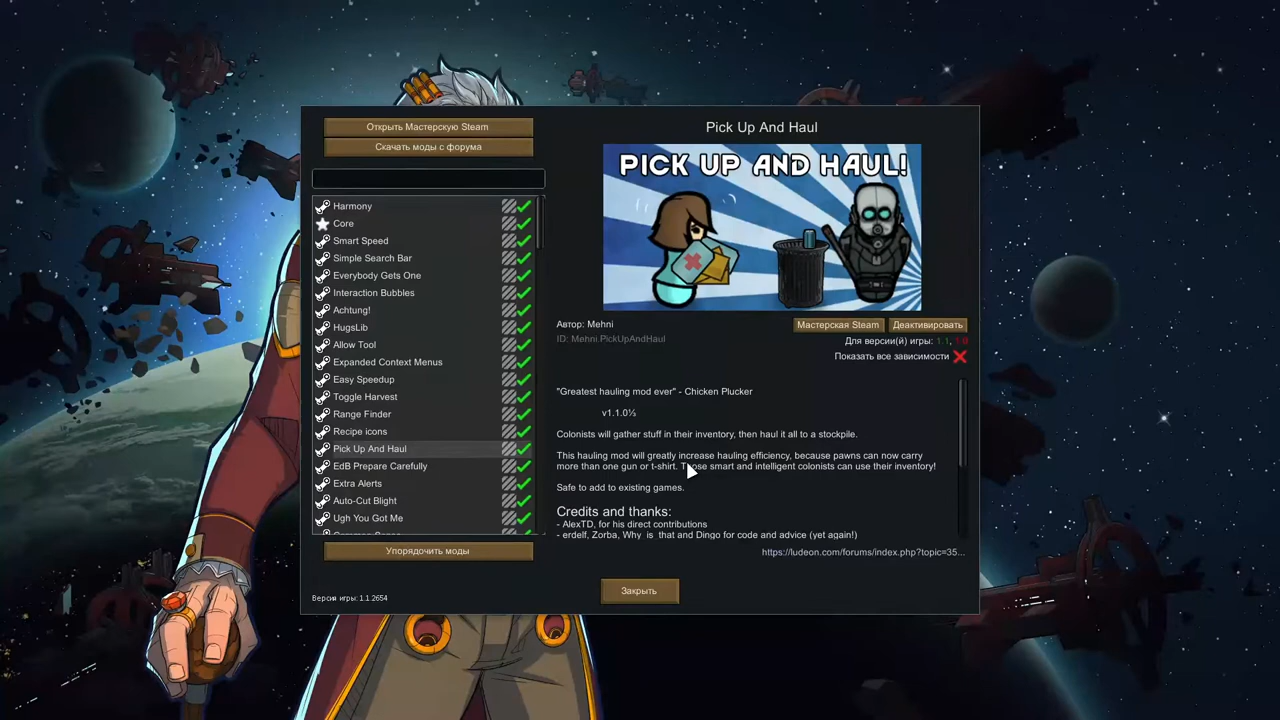 Открыть Мастерскую Steam
Скачать моды с форума
Harmony
Core
Smart Speed
Simple Search Bar
Everybody Gets One
Interaction Bubbles
Achtung!
HugsLib
Allow Tool
Expanded Context Menus
Easy Speedup
Toggle Harvest
Range Finder
Recipe icons
Pick Up And Haul
EdB Prepare Carefully
Extra Alerts
Auto-Cut Blight
Ugh You Got Me
Common Sense
Упорядочить моды
Версия игры: 1.1.2654
Pick Up And Haul
PICK UP AND HAUL!
Автор: Mehni
Мастерская Steam
Деактивировать
ID: Mehni.PickUpAndHaul
Для версии(й) игры: 1.1, 1.0
Показать все зависимости
"Greatest hauling mod ever" - Chicken Plucker
v1.1.0⅓
Colonists will gather stuff in their inventory, then haul it all to a stockpile.
This hauling mod will greatly increase hauling efficiency, because pawns can now carry
more than one gun or t-shirt. Those smart and intelligent colonists can use their inventory!
Safe to add to existing games.
Credits and thanks:
- AlexTD, for his direct contributions
- erdelf, Zorba, Why_is_that and Dingo for code and advice (yet again!)
https://ludeon.com/forums/index.php?topic=35...
Закрыть